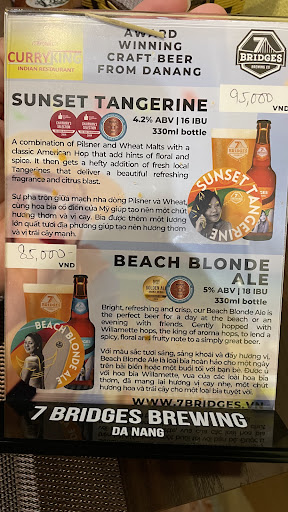 CURRY KING
INDIAN RESTAURANT
AWARD
WINNING
CRAFT BEER
FROM DANANG
7
BRIDGES
BREWING CO.
SUNSET TANGERINE
95,000
VND
4.2% ABV | 16 IBU
330ml bottle
A combination of Pilsner and Wheat Malts with a
classic American Hop that add hints of floral and
spice. It then gets a hefty addition of fresh local
Tangerines that deliver a beautiful refreshing
fragrance and citrus blast.
Sự pha trộn giữa mạch nha dòng Pilsner và Wheat,
cùng hoa bia cổ điển của Mỹ giúp tạo nên một chút
hương thơm và vị cây. Bia được thêm một lượng
lớn quất tươi địa phương giúp tạo nên hương thơm
và vị trái cây mạnh.
SUNSET TANGERINE
85,000
VND
BEACH BLONDE
ALE
5% ABV | 18 IBU
330ml bottle
Bright, refreshing and crisp, our Beach Blonde Ale is
the perfect beer for a day at the beach or an
evening with friends. Gently hopped with
Willamette hops, the king of aroma hops, to lend a
spicy, floral and fruity note to a simply great beer.
Với màu sắc tươi sáng, sảng khoái và đầy hương vị,
Beach Blonde Ale là loại bia hoàn hảo cho một ngày
trên bãi biển hoặc một buổi tối với bạn bè. Được ủ
với hoa bia Willamette, vua của các loại hoa bia
thơm, đã mang lại hương vị cay nhẹ, một chút
hương hoa và trái cây cho một loại bia tuyệt vời.
BEACH BLONDE ALE
WWW.7BRIDGES.VN
7 BRIDGES BREWING
DA NANG